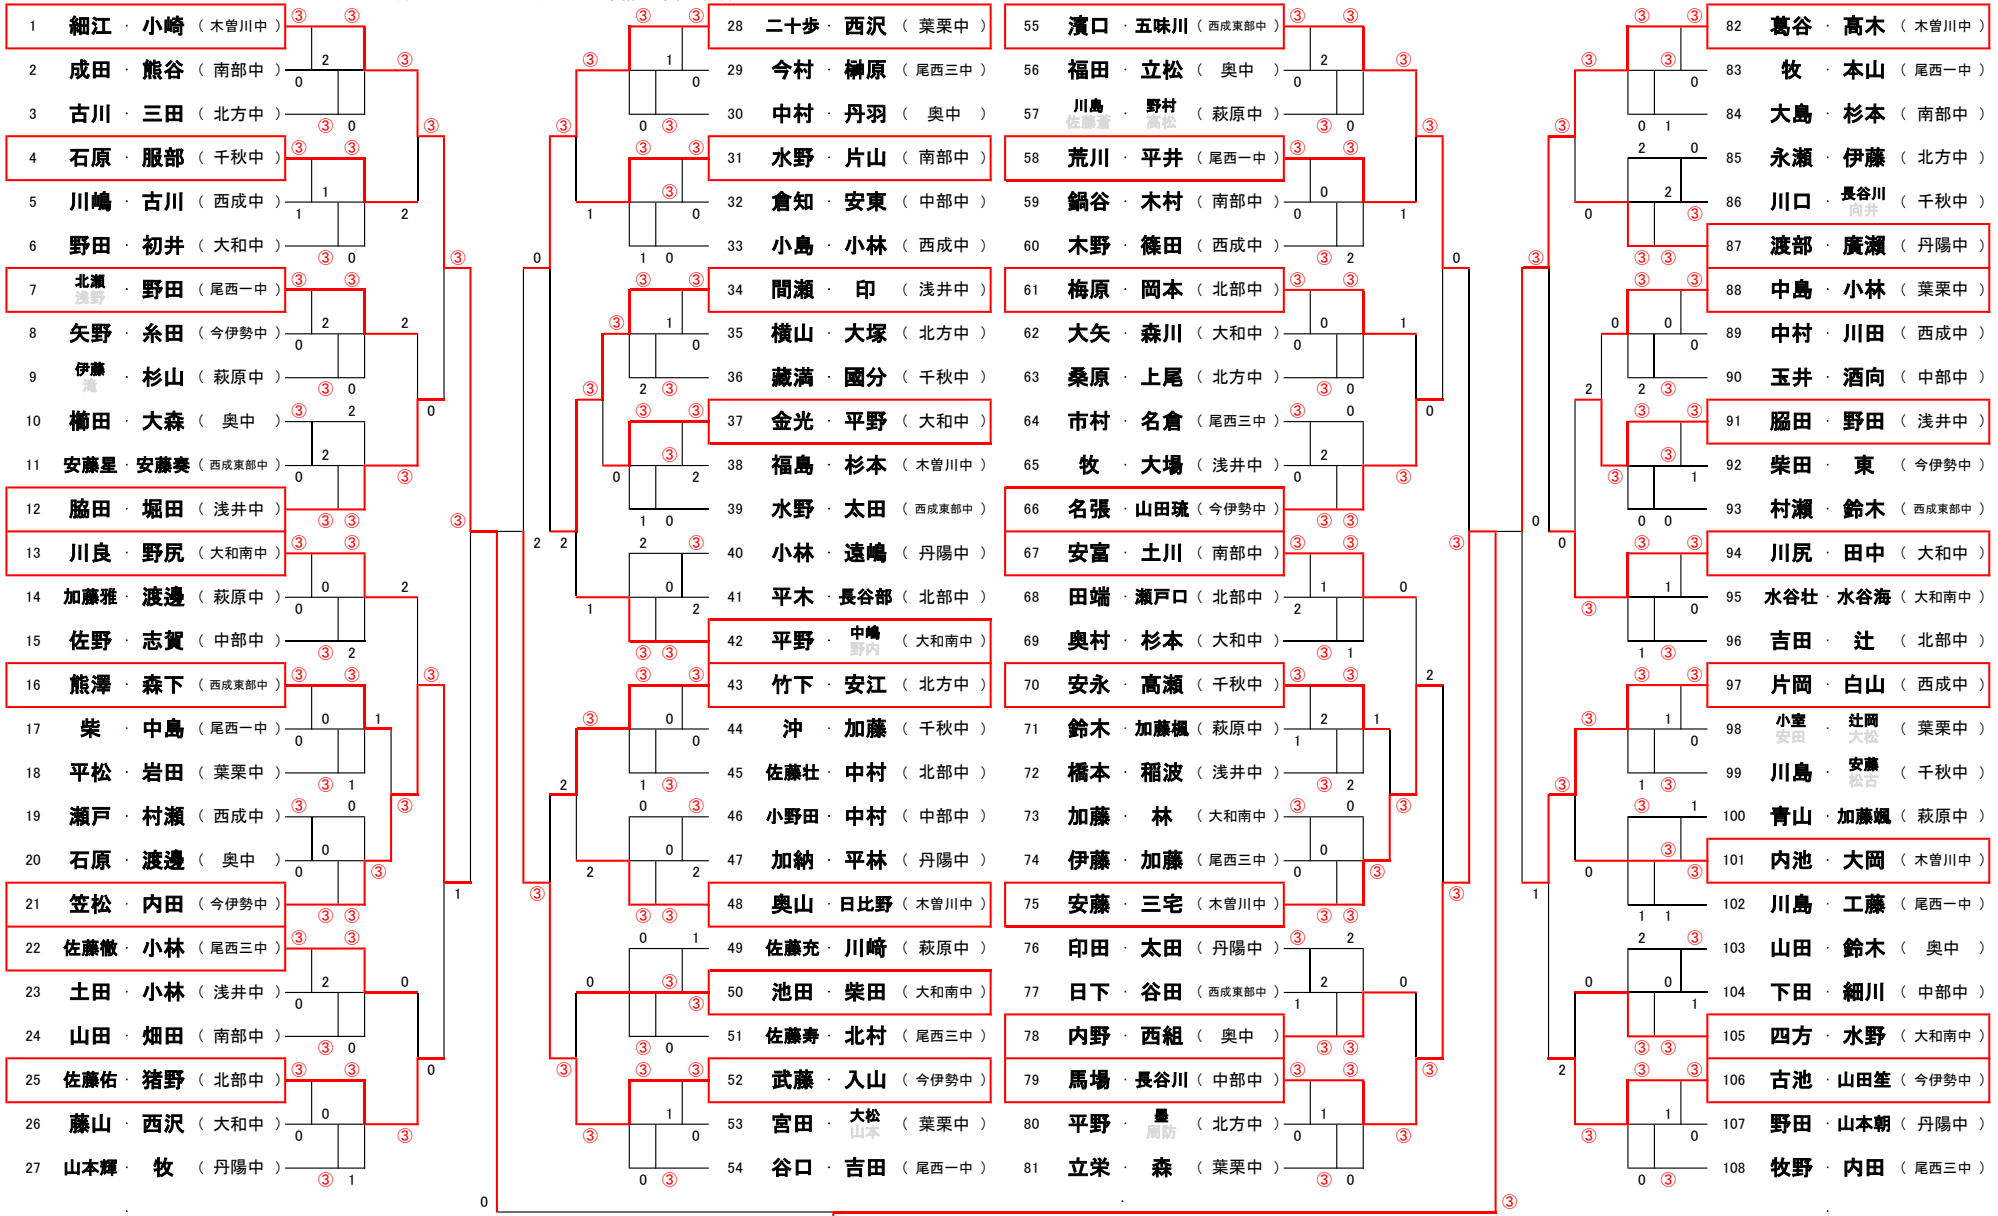 1 細江 · 小崎 ( 木曽川中 )
2 成田 · 熊谷 ( 南部中 )
3 古川 · 三田 ( 北方中 )
4 石原 · 服部 ( 千秋中 )
5 川嶋 · 古川 ( 西成中 )
6 野田 · 初井 ( 大和中 )
7 北瀬 浅野 · 野田 ( 尾西一中 )
8 矢野 · 糸田 ( 今伊勢中 )
9 伊藤 滝 · 杉山 ( 萩原中 )
10 櫛田 · 大森 ( 奥中 )
11 安藤星 · 安藤奏 ( 西成東部中 )
12 脇田 · 堀田 ( 浅井中 )
13 川良 · 野尻 ( 大和南中 )
14 加藤雅 · 渡邊 ( 萩原中 )
15 佐野 · 志賀 ( 中部中 )
16 熊澤 · 森下 ( 西成東部中 )
17 柴 · 中島 ( 尾西一中 )
18 平松 · 岩田 ( 葉栗中 )
19 瀬戸 · 村瀬 ( 西成中 )
20 石原 · 渡邊 ( 奥中 )
21 笠松 · 内田 ( 今伊勢中 )
22 佐藤徹 · 小林 ( 尾西三中 )
23 土田 · 小林 ( 浅井中 )
24 山田 · 畑田 ( 南部中 )
25 佐藤佑 · 猪野 ( 北部中 )
26 藤山 · 西沢 ( 大和中 )
27 山本輝 · 牧 ( 丹陽中 )
28 二十歩 · 西沢 ( 葉栗中 )
29 今村 · 榊原 ( 尾西三中 )
30 中村 · 丹羽 ( 奥中 )
31 水野 · 片山 ( 南部中 )
32 倉知 · 安東 ( 中部中 )
33 小島 · 小林 ( 西成中 )
34 間瀬 · 印 ( 浅井中 )
35 横山 · 大塚 ( 北方中 )
36 藏満 · 國分 ( 千秋中 )
37 金光 · 平野 ( 大和中 )
38 福島 · 杉本 ( 木曽川中 )
39 水野 · 太田 ( 西成東部中 )
40 小林 · 遠嶋 ( 丹陽中 )
41 平木 · 長谷部 ( 北部中 )
42 平野 · 中嶋 野内 ( 大和南中 )
43 竹下 · 安江 ( 北方中 )
44 沖 · 加藤 ( 千秋中 )
45 佐藤壮 · 中村 ( 北部中 )
46 小野田 · 中村 ( 中部中 )
47 加納 · 平林 ( 丹陽中 )
48 奥山 · 日比野 ( 木曽川中 )
49 佐藤充 · 川﨑 ( 萩原中 )
50 池田 · 柴田 ( 大和南中 )
51 佐藤寿 · 北村 ( 尾西三中 )
52 武藤 · 入山 ( 今伊勢中 )
53 宮田 · 大松 山本 ( 葉栗中 )
54 谷口 · 吉田 ( 尾西一中 )
55 濱口 · 五味川 ( 西成東部中 )
56 福田 · 立松 ( 奥中 )
57 川島 佐藤蒼 · 野村 高松 ( 萩原中 )
58 荒川 · 平井 ( 尾西一中 )
59 鍋谷 · 木村 ( 南部中 )
60 木野 · 篠田 ( 西成中 )
61 梅原 · 岡本 ( 北部中 )
62 大矢 · 森川 ( 大和中 )
63 桑原 · 上尾 ( 北方中 )
64 市村 · 名倉 ( 尾西三中 )
65 牧 · 大場 ( 浅井中 )
66 名張 · 山田琉 ( 今伊勢中 )
67 安富 · 土川 ( 南部中 )
68 田端 · 瀬戸口 ( 北部中 )
69 奥村 · 杉本 ( 大和中 )
70 安永 · 高瀬 ( 千秋中 )
71 鈴木 · 加藤楓 ( 萩原中 )
72 橋本 · 稲波 ( 浅井中 )
73 加藤 · 林 ( 大和南中 )
74 伊藤 · 加藤 ( 尾西三中 )
75 安藤 · 三宅 ( 木曽川中 )
76 印田 · 太田 ( 丹陽中 )
77 日下 · 谷田 ( 西成東部中 )
78 内野 · 西組 ( 奥中 )
79 馬場 · 長谷川 ( 中部中 )
80 平野 · 墨 周防 ( 北方中 )
81 立栄 · 森 ( 葉栗中 )
82 葛谷 · 髙木 ( 木曽川中 )
83 牧 · 本山 ( 尾西一中 )
84 大島 · 杉本 ( 南部中 )
85 永瀬 · 伊藤 ( 北方中 )
86 川口 · 長谷川 向井 ( 千秋中 )
87 渡部 · 廣瀬 ( 丹陽中 )
88 中島 · 小林 ( 葉栗中 )
89 中村 · 川田 ( 西成中 )
90 玉井 · 酒向 ( 中部中 )
91 脇田 · 野田 ( 浅井中 )
92 柴田 · 東 ( 今伊勢中 )
93 村瀬 · 鈴木 ( 西成東部中 )
94 川尻 · 田中 ( 大和中 )
95 水谷壮 · 水谷海 ( 大和南中 )
96 吉田 · 辻 ( 北部中 )
97 片岡 · 白山 ( 西成中 )
98 小室 安田 · 辻岡 大松 ( 葉栗中 )
99 川島 · 安藤 松古 ( 千秋中 )
100 青山 · 加藤颯 ( 萩原中 )
101 内池 · 大岡 ( 木曽川中 )
102 川島 · 工藤 ( 尾西一中 )
103 山田 · 鈴木 ( 奥中 )
104 下田 · 細川 ( 中部中 )
105 四方 · 水野 ( 大和南中 )
106 古池 · 山田笙 ( 今伊勢中 )
107 野田 · 山本朝 ( 丹陽中 )
108 牧野 · 内田 ( 尾西三中 )
0 ③